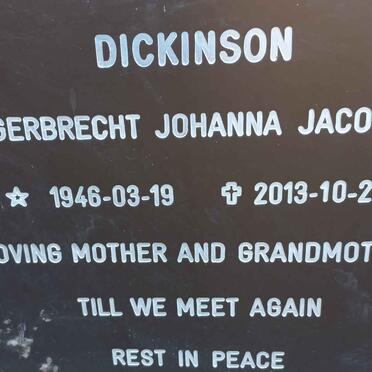 DICKINSON
GERBRECHT JOHANNA JACO
☆ 1946-03-19 ✝ 2013-10-2
OVING MOTHER AND GRANDMOT
TILL WE MEET AGAIN
REST IN PEACE